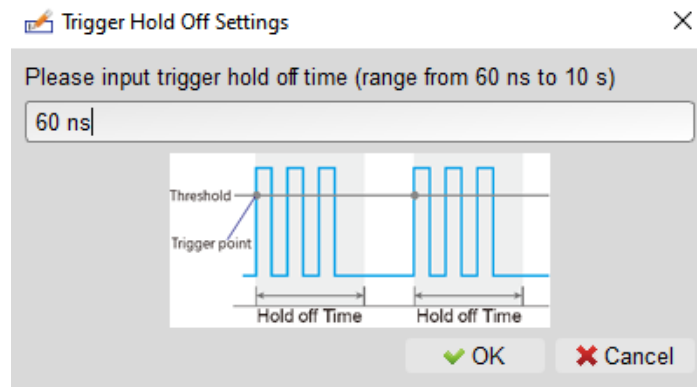 Trigger Hold Off Settings
Please input trigger hold off time (range from 60 ns to 10 s)
60 ns
Threshold
Trigger point
Hold off Time Hold off Time
OK Cancel